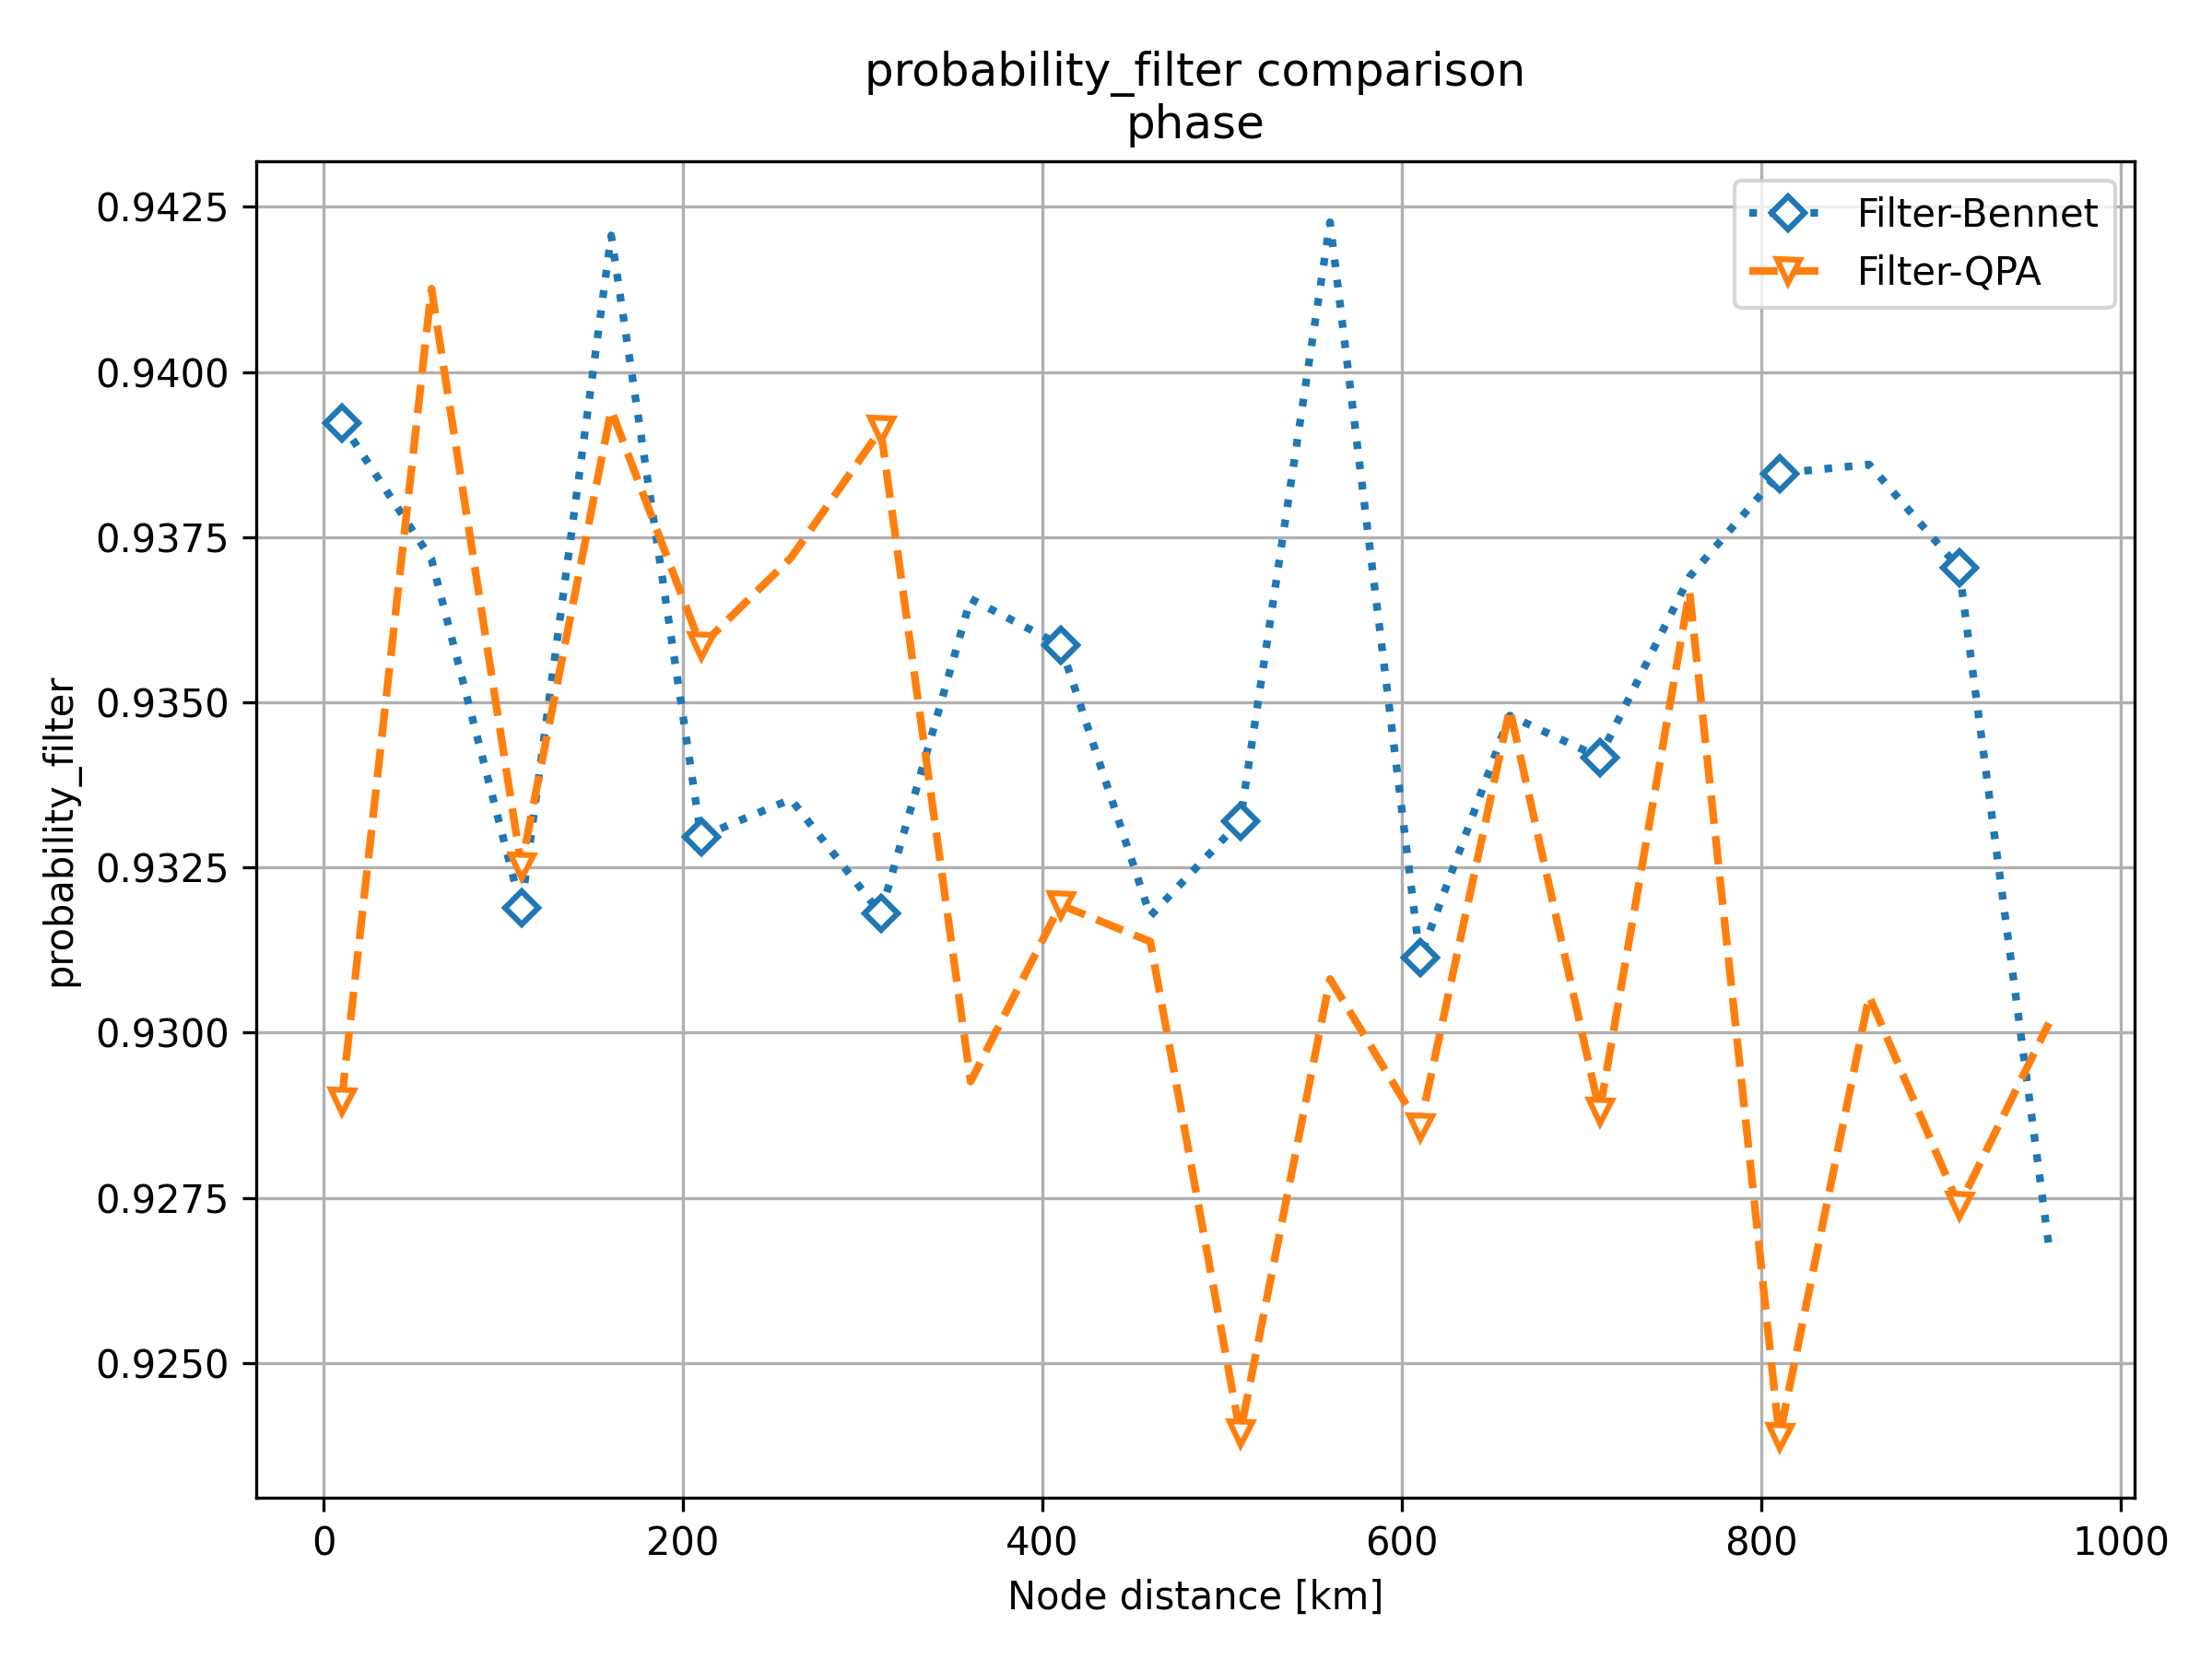 probability_filter comparison
phase
Filter-Bennet
Filter-QPA
0.9425
0.9400
0.9375
0.9350
0.9325
0.9300
0.9275
0.9250
probability_filter
0 200 400 600 800 1000
Node distance [km]